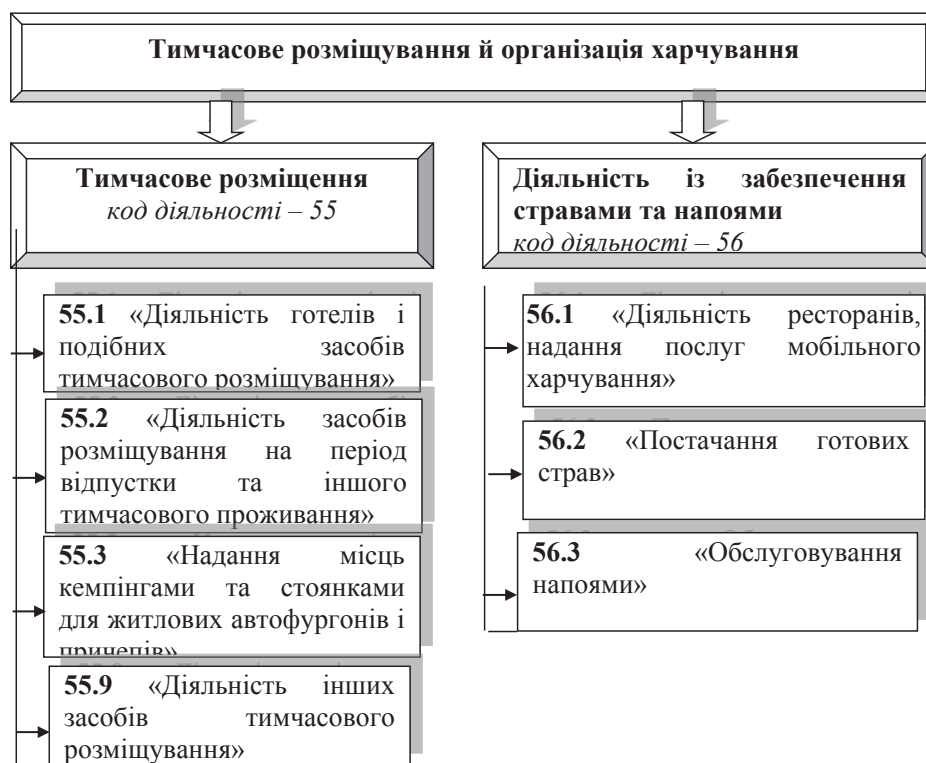 Тимчасове розміщування й організація харчування
Тимчасове розміщення
код діяльності – 55
55.1 «Діяльність готелів і
подібних засобів
тимчасового розміщування»
55.2 «Діяльність засобів
розміщування на період
відпустки та іншого
тимчасового проживання»
55.3 «Надання місць
кемпінгами та стоянками
для житлових автофургонів і
причепів»
55.9 «Діяльність інших
засобів тимчасового
розміщування»
Діяльність із забезпечення
стравами та напоями
код діяльності – 56
56.1 «Діяльність ресторанів,
надання послуг мобільного
харчування»
56.2 «Постачання готових
страв»
56.3 «Обслуговування
напоями»